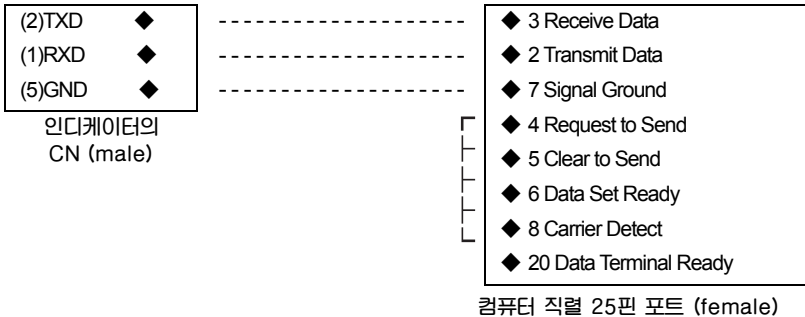 (2)TXD ◆ ◆ 3 Receive Data
(1)RXD ◆ ◆ 2 Transmit Data
(5)GND ◆ ◆ 7 Signal Ground
인디케이터의
CN (male)
◆ 4 Request to Send
◆ 5 Clear to Send
◆ 6 Data Set Ready
◆ 8 Carrier Detect
◆ 20 Data Terminal Ready
컴퓨터 직렬 25핀 포트 (female)